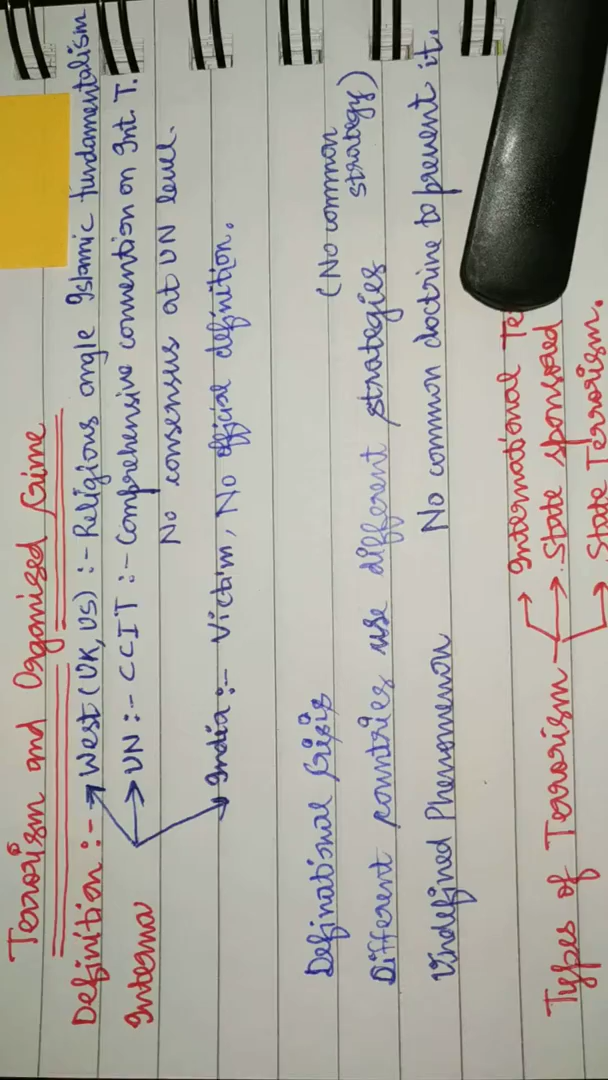 Terrorism and Organised Crime
Definition :- West (UK, US) :- Religious angle Islamic fundamentalism
Interna UN :- CCIT :- Comprehensive convention on Int. T.
No consensus at UN level.
India :- Victim, No official definition.
Definational Crisis (No common
strategy)
Different countries use different strategies
Undefined Phenomenon No common doctrine to prevent it.
International Te
Types of Terrorism State sponsored
State Terrorism.